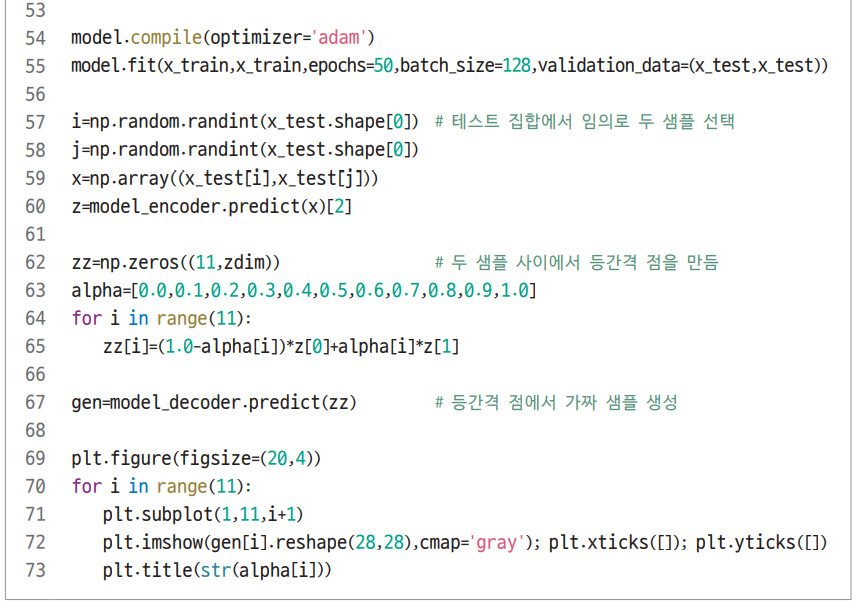 53
54 model.compile(optimizer='adam')
55 model.fit(x_train,x_train,epochs=50,batch_size=128,validation_data=(x_test,x_test))
56
57 i=np.random.randint(x_test.shape[0]) # 테스트 집합에서 임의로 두 샘플 선택
58 j=np.random.randint(x_test.shape[0])
59 x=np.array((x_test[i],x_test[j]))
60 z=model_encoder.predict(x)[2]
61
62 zz=np.zeros((11,zdim)) # 두 샘플 사이에서 등간격 점을 만듬
63 alpha=[0.0,0.1,0.2,0.3,0.4,0.5,0.6,0.7,0.8,0.9,1.0]
64 for i in range(11):
65     zz[i]=(1.0-alpha[i])*z[0]+alpha[i]*z[1]
66
67 gen=model_decoder.predict(zz) # 등간격 점에서 가짜 샘플 생성
68
69 plt.figure(figsize=(20,4))
70 for i in range(11):
71     plt.subplot(1,11,i+1)
72     plt.imshow(gen[i].reshape(28,28),cmap='gray'); plt.xticks([]); plt.yticks([])
73     plt.title(str(alpha[i]))